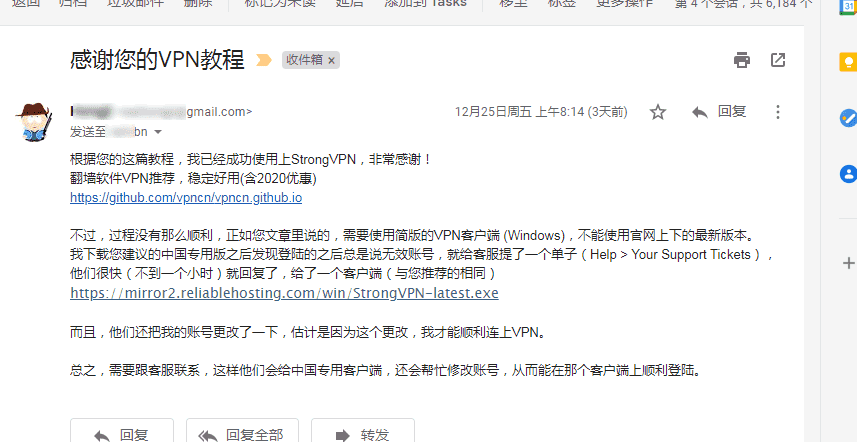 返回 归档 垃圾邮件 删除 标记为未读 延后 添加到 Tasks 移至 标签 更多操作 第 4 个会话，共 6,184 个
31
感谢您的VPN教程 收件箱 ×
gmail.com> 12月25日周五 上午8:14 (3天前) 回复
发送至 bn
根据您的这篇教程，我已经成功使用上StrongVPN，非常感谢！
翻墙软件VPN推荐，稳定好用(含2020优惠)
https://github.com/vpncn/vpncn.github.io
不过，过程没有那么顺利，正如您文章里说的，需要使用简版的VPN客户端 (Windows)，不能使用官网上下的最新版本。
我下载您建议的中国专用版之后发现登陆的之后总是说无效账号，就给客服提了一个单子（Help > Your Support Tickets），
他们很快（不到一个小时）就回复了，给了一个客户端（与您推荐的相同）
https://mirror2.reliablehosting.com/win/StrongVPN-latest.exe
而且，他们还把我的账号更改了一下，估计是因为这个更改，我才能顺利连上VPN。
总之，需要跟客服联系，这样他们会给中国专用客户端，还会帮忙修改账号，从而能在那个客户端上顺利登陆。
回复 回复全部 转发